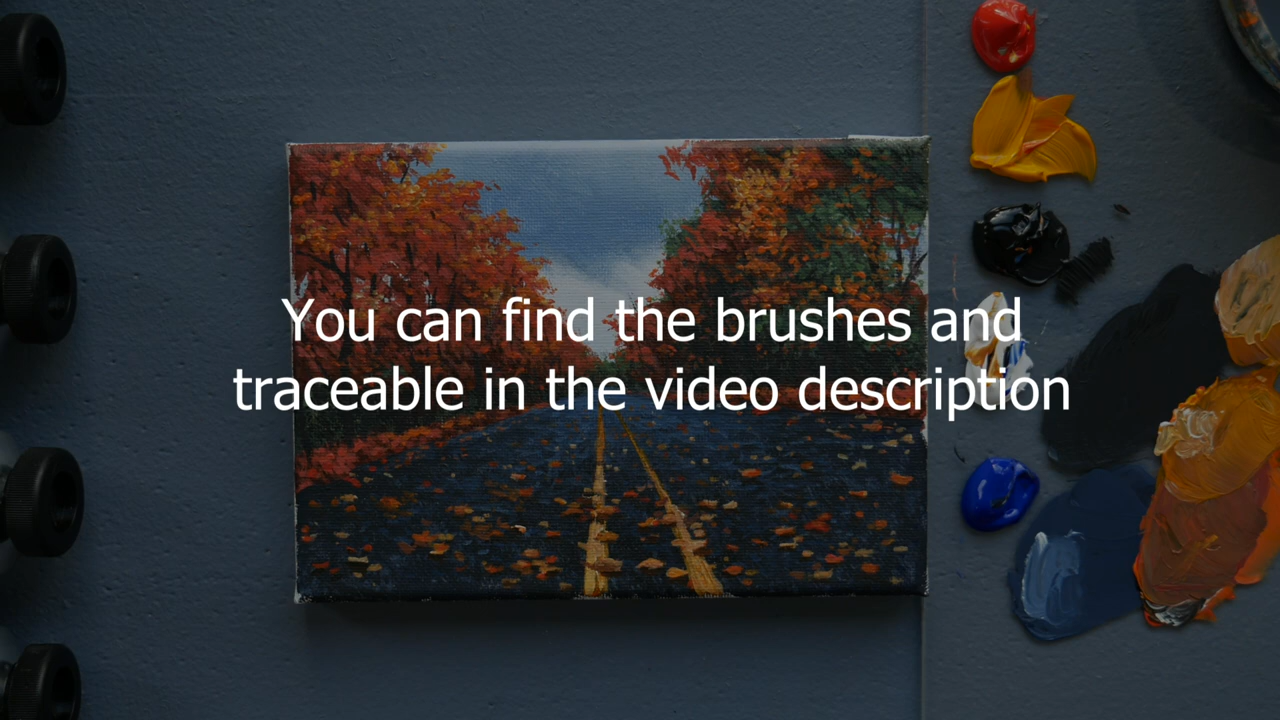 You can find the brushes and
traceable in the video description